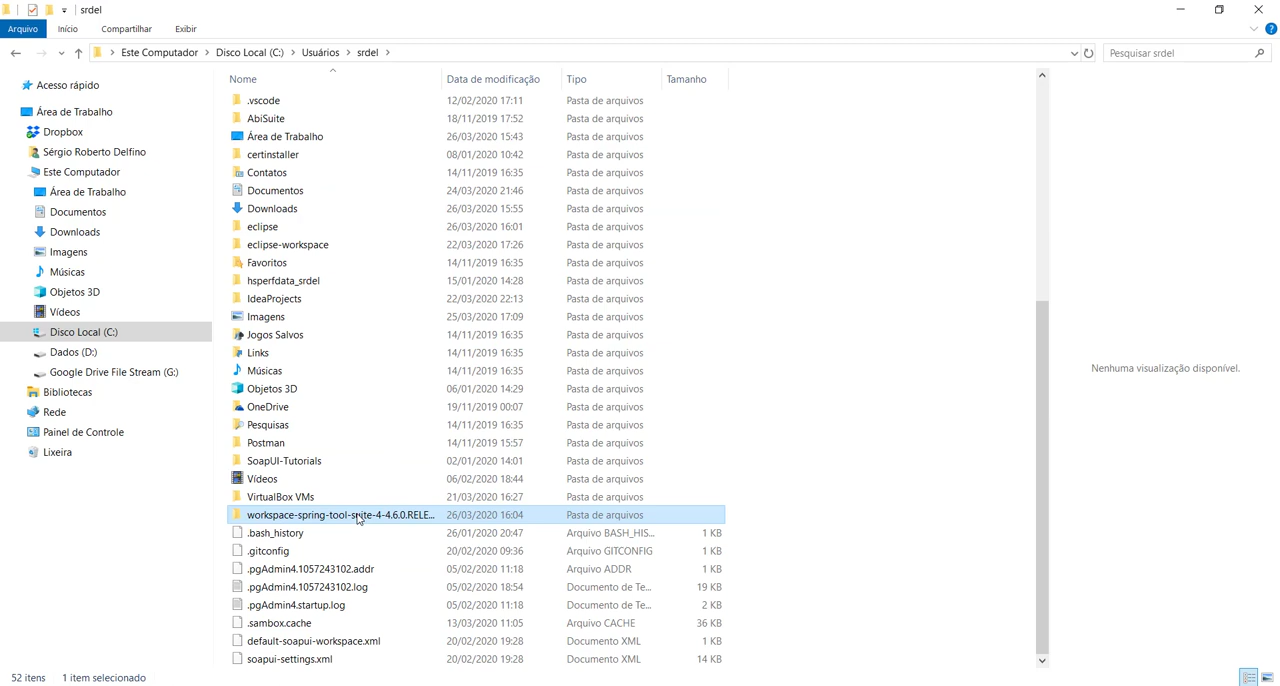 srdel
Arquivo Início Compartilhar Exibir
Este Computador > Disco Local (C:) > Usuários > srdel >
Pesquisar srdel
Acesso rápido
Área de Trabalho
Dropbox
Sérgio Roberto Delfino
Este Computador
Área de Trabalho
Documentos
Downloads
Imagens
Músicas
Objetos 3D
Vídeos
Disco Local (C:)
Dados (D:)
Google Drive File Stream (G:)
Bibliotecas
Rede
Painel de Controle
Lixeira
Nome Data de modificação Tipo Tamanho
.vscode 12/02/2020 17:11 Pasta de arquivos
AbiSuite 18/11/2019 17:52 Pasta de arquivos
Área de Trabalho 26/03/2020 15:43 Pasta de arquivos
certinstaller 08/01/2020 10:42 Pasta de arquivos
Contatos 14/11/2019 16:35 Pasta de arquivos
Documentos 24/03/2020 21:46 Pasta de arquivos
Downloads 26/03/2020 15:55 Pasta de arquivos
eclipse 26/03/2020 16:01 Pasta de arquivos
eclipse-workspace 22/03/2020 17:26 Pasta de arquivos
Favoritos 14/11/2019 16:35 Pasta de arquivos
hsperfdata_srdel 15/01/2020 14:28 Pasta de arquivos
IdeaProjects 22/03/2020 22:13 Pasta de arquivos
Imagens 25/03/2020 17:09 Pasta de arquivos
Jogos Salvos 14/11/2019 16:35 Pasta de arquivos
Links 14/11/2019 16:35 Pasta de arquivos
Músicas 14/11/2019 16:35 Pasta de arquivos
Objetos 3D 06/01/2020 14:29 Pasta de arquivos
OneDrive 19/11/2019 00:07 Pasta de arquivos
Pesquisas 14/11/2019 16:35 Pasta de arquivos
Postman 14/11/2019 15:57 Pasta de arquivos
SoapUI-Tutorials 02/01/2020 14:01 Pasta de arquivos
Vídeos 06/02/2020 18:44 Pasta de arquivos
VirtualBox VMs 21/03/2020 16:27 Pasta de arquivos
workspace-spring-tool-suite-4-4.6.0.RELE... 26/03/2020 16:04 Pasta de arquivos
.bash_history 26/01/2020 20:47 Arquivo BASH_HIS... 1 KB
.gitconfig 20/02/2020 09:36 Arquivo GITCONFIG 1 KB
.pgAdmin4.1057243102.addr 05/02/2020 11:18 Arquivo ADDR 1 KB
.pgAdmin4.1057243102.log 05/02/2020 18:54 Documento de Te... 19 KB
.pgAdmin4.startup.log 05/02/2020 11:18 Documento de Te... 2 KB
.sambox.cache 13/03/2020 11:05 Arquivo CACHE 36 KB
default-soapui-workspace.xml 20/02/2020 19:28 Documento XML 1 KB
soapui-settings.xml 20/02/2020 19:28 Documento XML 14 KB
Nenhuma visualização disponível.
52 itens 1 item selecionado